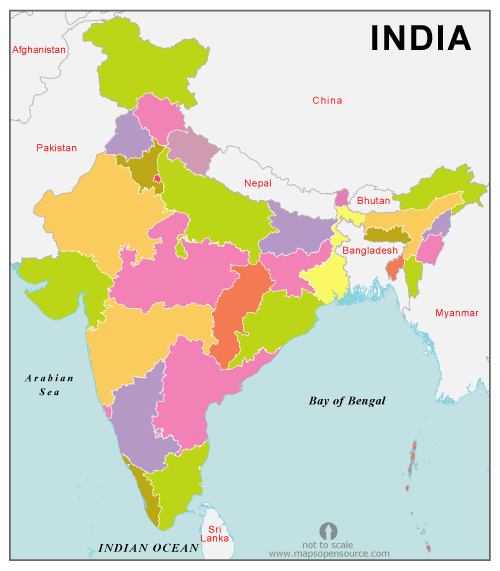 INDIA
Afghanistan
China
Pakistan
Nepal
Bhutan
Bangladesh
Myanmar
Arabian
Sea
Bay of Bengal
Sri
Lanka
INDIAN OCEAN
not to scale
www.mapsopensource.com